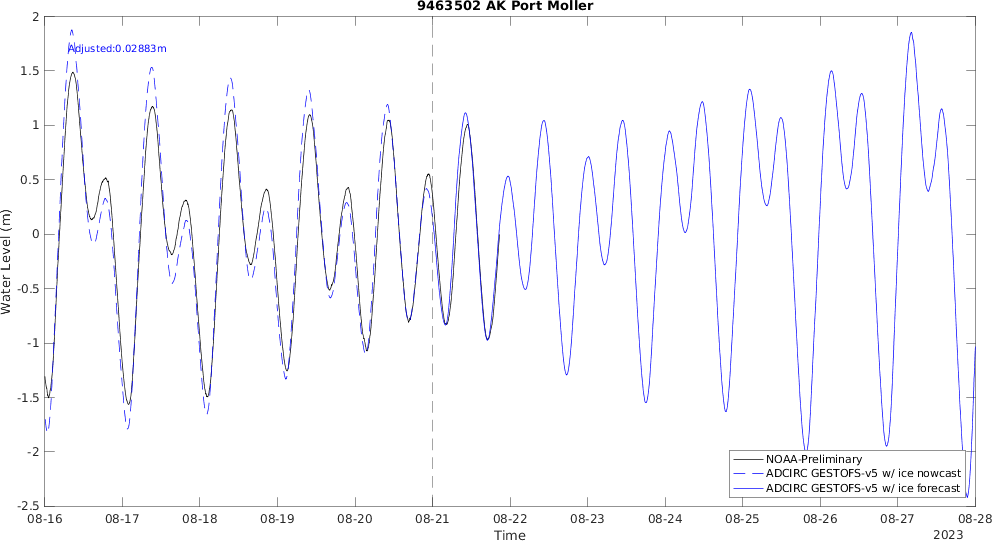 9463502 AK Port Moller
Adjusted:0.02883m
2
1.5
1
0.5
0
-0.5
-1
-1.5
-2
-2.5
Water Level (m)
NOAA-Preliminary
ADCIRC GESTOFS-v5 w/ ice nowcast
ADCIRC GESTOFS-v5 w/ ice forecast
08-16 08-17 08-18 08-19 08-20 08-21 08-22 08-23 08-24 08-25 08-26 08-27 08-28
Time
2023